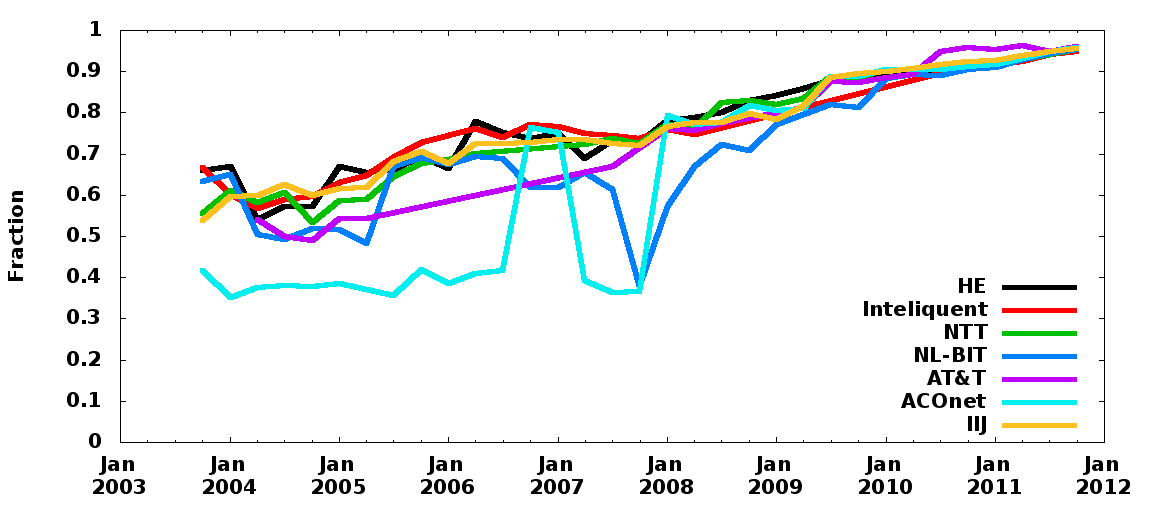 1
0.9
0.8
0.7
0.6
0.5
0.4
0.3
0.2
0.1
0
Fraction
HE
Inteliquent
NTT
NL-BIT
AT&T
ACOnet
IIJ
Jan Jan Jan Jan Jan Jan Jan Jan Jan Jan
2003 2004 2005 2006 2007 2008 2009 2010 2011 2012